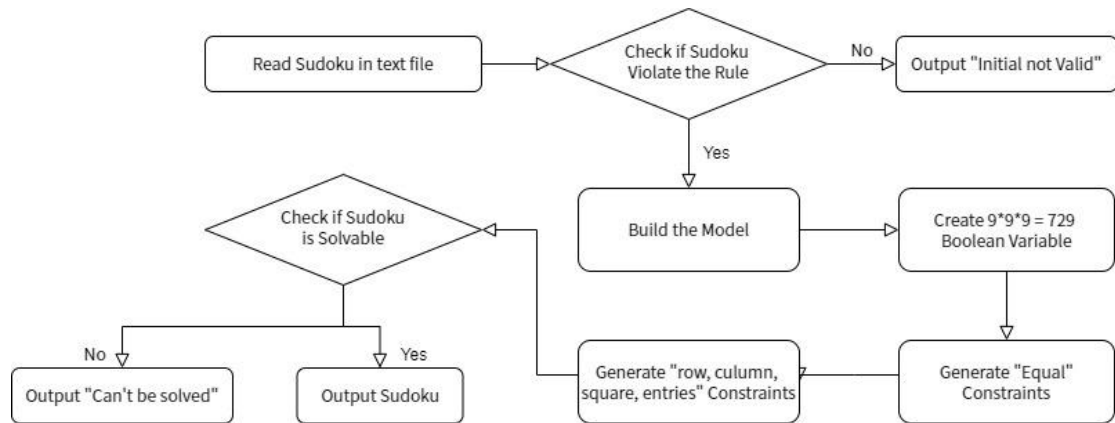 Read Sudoku in text file
Check if Sudoku
Violate the Rule
No
Output "Initial not Valid"
Yes
Check if Sudoku
is Solvable
Build the Model
Create 9*9*9 = 729
Boolean Variable
No
Yes
Output "Can't be solved"
Output Sudoku
Generate "row, culumn,
square, entries" Constraints
Generate "Equal"
Constraints